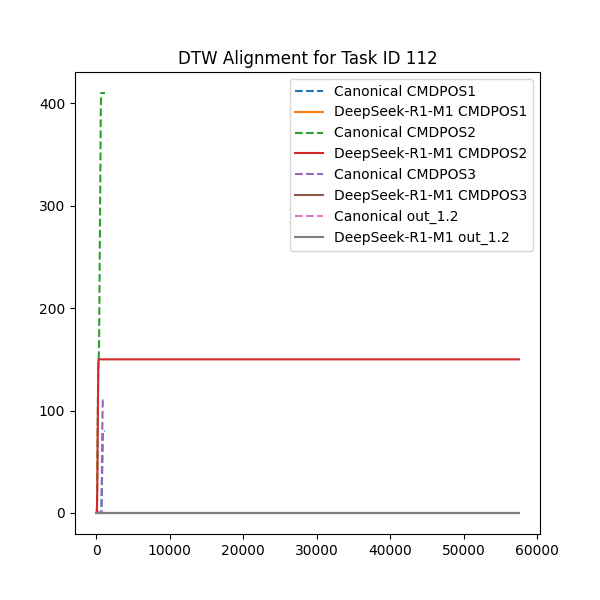 DTW Alignment for Task ID 112
400
300
200
100
0
Canonical CMDPOS1
DeepSeek-R1-M1 CMDPOS1
Canonical CMDPOS2
DeepSeek-R1-M1 CMDPOS2
Canonical CMDPOS3
DeepSeek-R1-M1 CMDPOS3
Canonical out_1.2
DeepSeek-R1-M1 out_1.2
0 10000 20000 30000 40000 50000 60000